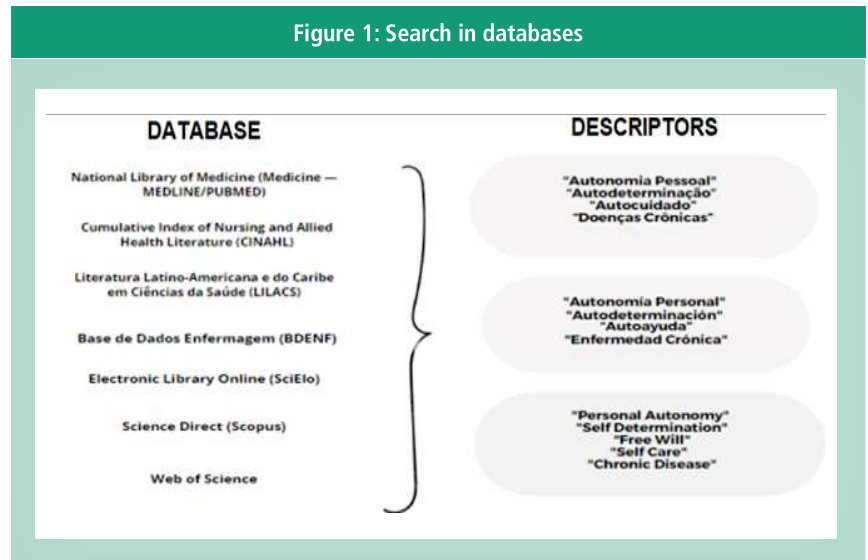 Figure 1: Search in databases
DATABASE
National Library of Medicine (Medicine —
MEDLINE/PUBMED)
Cumulative Index of Nursing and Allied
Health Literature (CINAHL)
Literatura Latino-Americana e do Caribe
em Ciências da Saúde (LILACS)
Base de Dados Enfermagem (BDENF)
Electronic Library Online (SciElo)
Science Direct (Scopus)
Web of Science
DESCRIPTORS
"Autonomia Pessoal"
"Autodeterminação"
"Autocuidado"
"Doenças Crônicas"
"Autonomía Personal"
"Autodeterminación"
"Autoayuda"
"Enfermedad Crónica"
"Personal Autonomy"
"Self Determination"
"Free Will"
"Self Care"
"Chronic Disease"